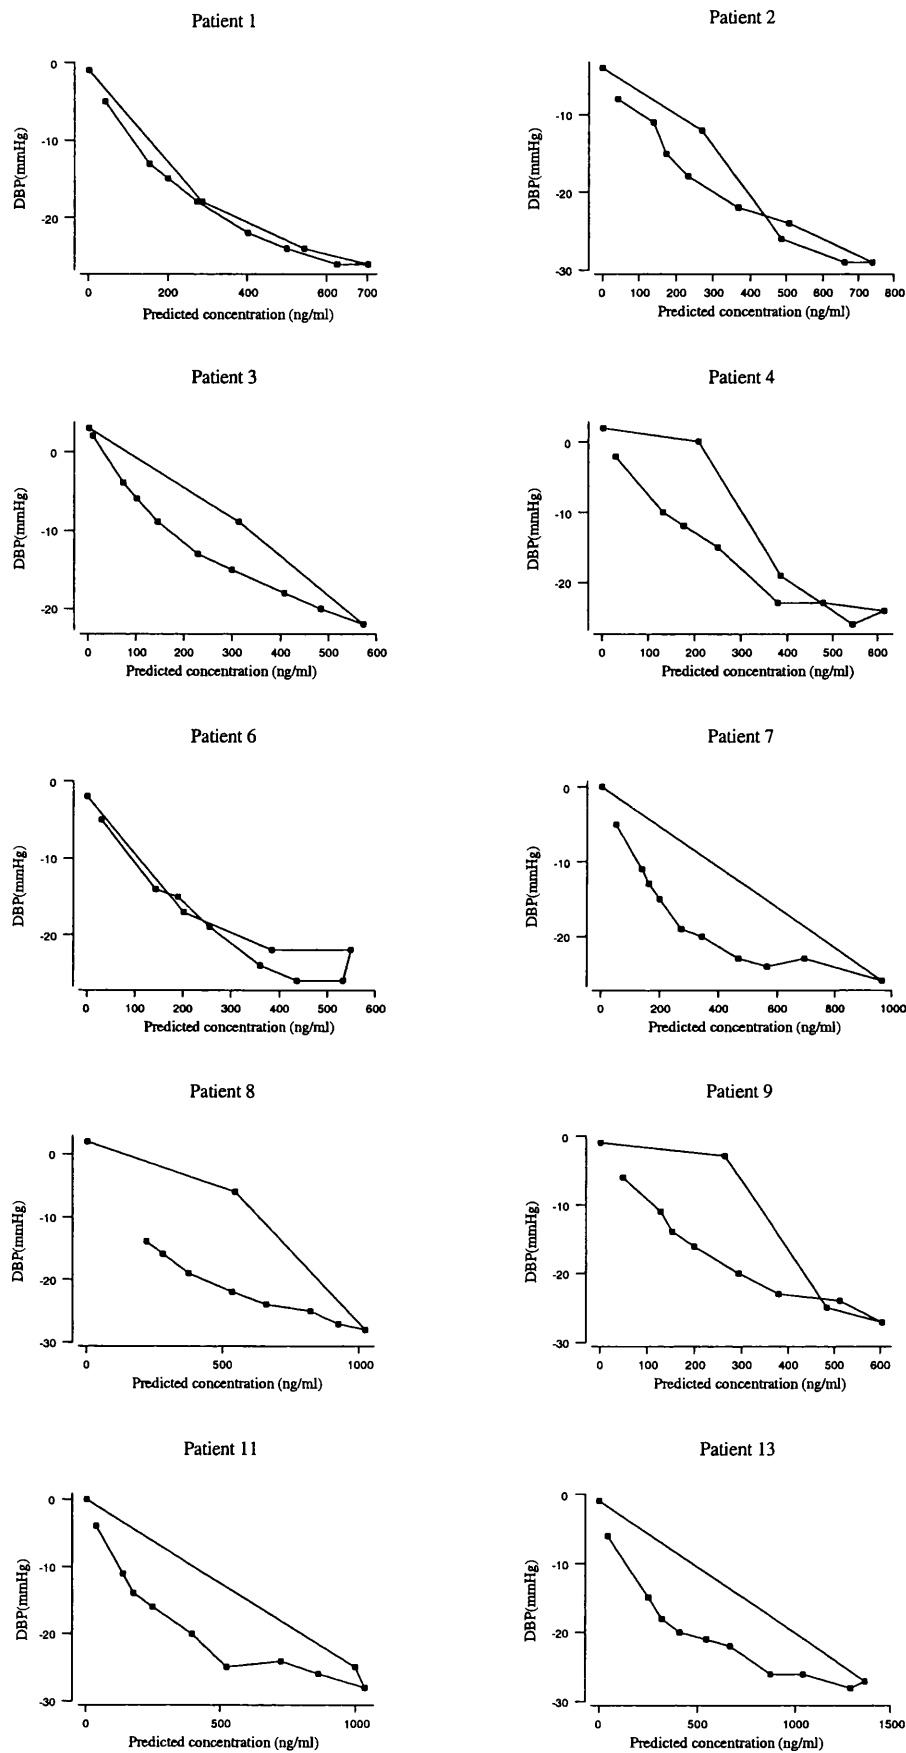 Patient 1
0
-10
-20
DBP(mmHg)
0 200 400 600 700
Predicted concentration (ng/ml)
Patient 2
-10
-20
-30
DBP(mmHg)
0 100 200 300 400 500 600 700 800
Predicted concentration (ng/ml)
Patient 3
0
-10
-20
DBP(mmHg)
0 100 200 300 400 500 600
Predicted concentration (ng/ml)
Patient 4
0
-10
-20
DBP(mmHg)
0 100 200 300 400 500 600
Predicted concentration (ng/ml)
Patient 6
0
-10
-20
DBP(mmHg)
0 100 200 300 400 500 600
Predicted concentration (ng/ml)
Patient 7
0
-10
-20
DBP(mmHg)
0 200 400 600 800 1000
Predicted concentration (ng/ml)
Patient 8
0
-10
-20
-30
DBP(mmHg)
0 500 1000
Predicted concentration (ng/ml)
Patient 9
0
-10
-20
-30
DBP(mmHg)
0 100 200 300 400 500 600
Predicted concentration (ng/ml)
Patient 11
0
-10
-20
-30
DBP(mmHg)
0 500 1000
Predicted concentration (ng/ml)
Patient 13
0
-10
-20
-30
DBP(mmHg)
0 500 1000 1500
Predicted concentration (ng/ml)